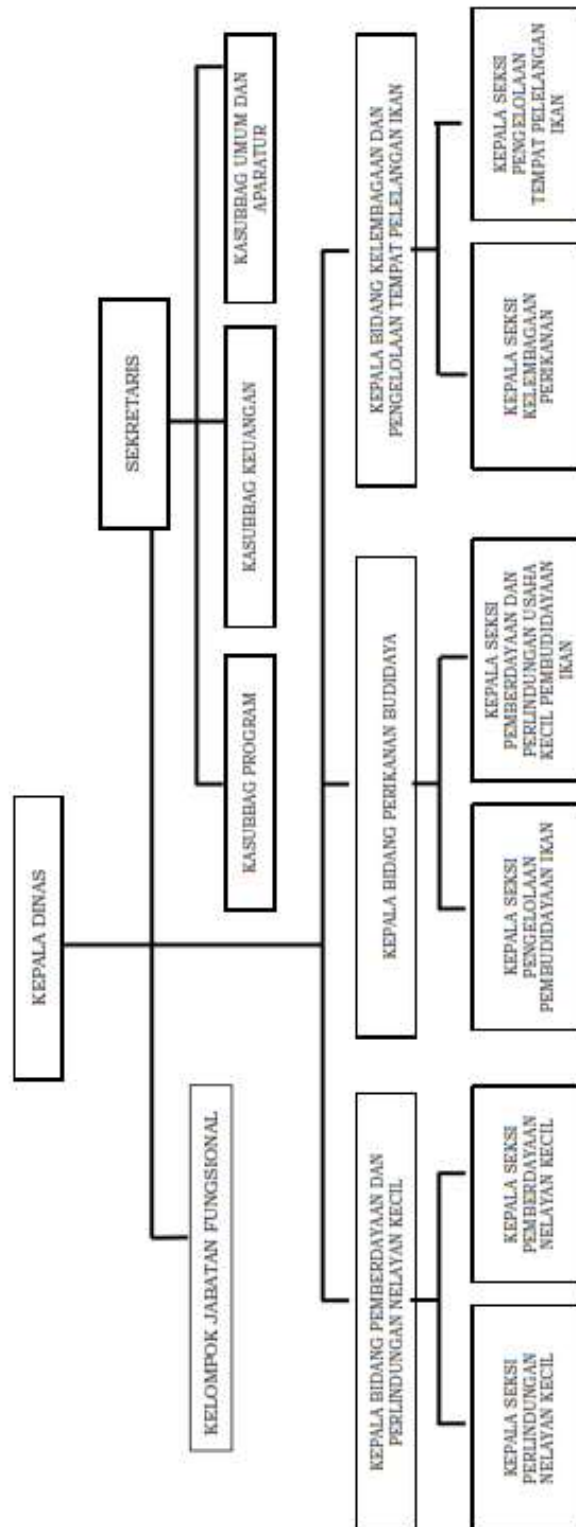 KEPALA DINAS
KELOMPOK JABATAN FUNGSIONAL
SEKRETARIS
KASUBBAG PROGRAM
KASUBBAG KEUANGAN
KASUBBAG UMUM DAN
APARATUR
KEPALA BIDANG PEMBERDAYAAN DAN
PERLINDUNGAN NELAYAN KECIL
KEPALA BIDANG PERIKANAN BUDIDAYA
KEPALA BIDANG KELEMBAGAAN DAN
PENGELOLAAN TEMPAT PELELANGAN IKAN
KEPALA SEKSI
PERLINDUNGAN
NELAYAN KECIL
KEPALA SEKSI
PEMBERDAYAAN
NELAYAN KECIL
KEPALA SEKSI
PENGELOLAAN
PEMBUDIDAYAAN IKAN
KEPALA SEKSI
PEMBERDAYAAN DAN
PERLINDUNGAN USAHA
KECIL PEMBUDIDAYAAN
IKAN
KEPALA SEKSI
KELEMBAGAAN
PERIKANAN
KEPALA SEKSI
PENGELOLAAN
TEMPAT PELELANGAN
IKAN